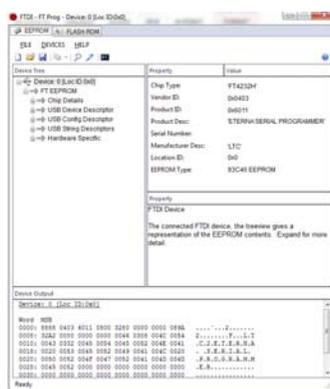 FTDI - FT Prog - Device: 0 [Loc ID:0x0]
EEPROM
FLASH ROM
FILE DEVICES HELP
Device Tree
Property
Value
Device: 0 [Loc ID:0x0]
FT EEPROM
Chip Details
USB Device Descriptor
USB Config Descriptor
USB String Descriptors
Hardware Specific
Chip Type: 'FT4232H'
Vendor ID: 0x0403
Product ID: 0x6011
Product Desc: 'ETERNA SERIAL PROGRAMMER'
Serial Number:
Manufacturer Desc: 'LTC'
Location ID: 0x0
EEPROM Type: 93C46 EEPROM
Property
FTDI Device
The connected FTDI device, the treeview gives a
representation of the EEPROM contents. Expand for more
detail.
Device Output
Device: 0 [Loc ID:0x0]
Word MSB
Ready